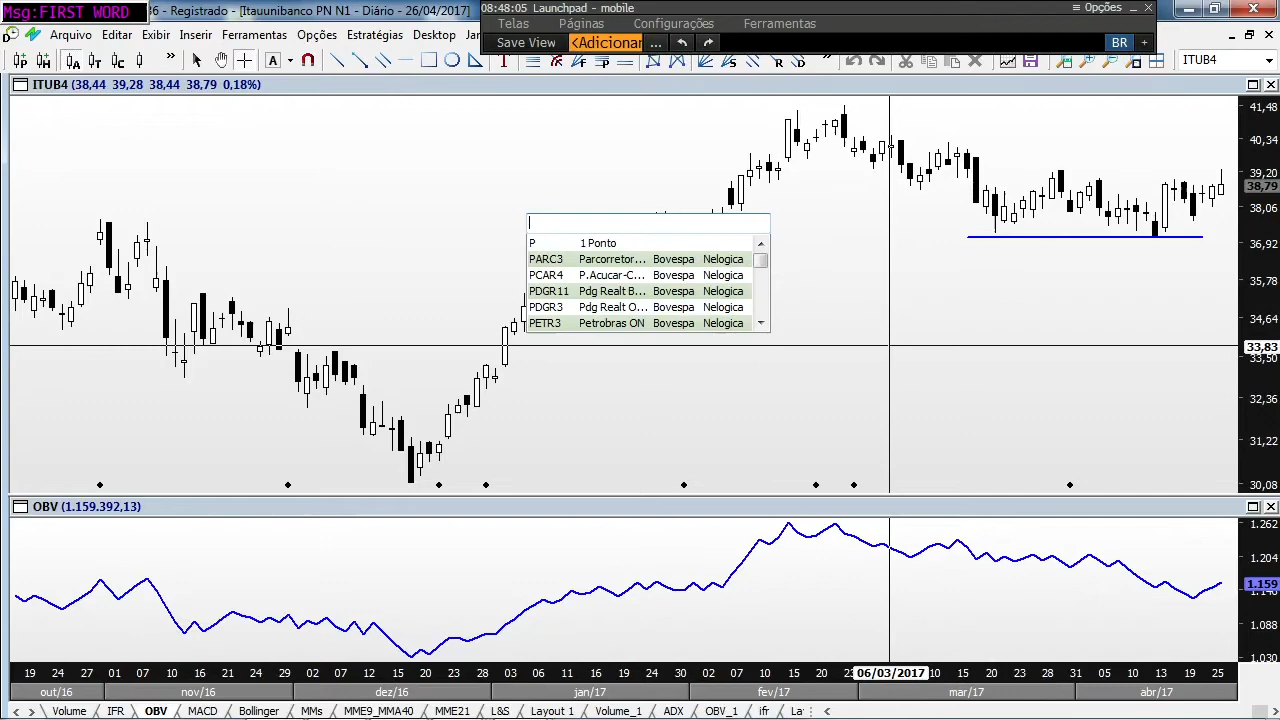 Msg:FIRST WORD
36 - Registrado - [Itauunibanco PN N1 - Diário - 26/04/2017]
08:48:05 Launchpad - mobile
Opções
Telas Páginas Configurações Ferramentas
Save View <Adicionar ... BR +
Arquivo Editar Exibir Inserir Ferramentas Opções Estratégias Desktop
ITUB4
ITUB4 (38,44 39,28 38,44 38,79 0,18%)
41,48
40,34
39,20
38,79
38,06
36,92
35,78
34,64
33,83
33,50
32,36
31,22
30,08
P 1 Ponto
PARC3 Parcorretor... Bovespa Nelogica
PCAR4 P.Acucar-C... Bovespa Nelogica
PDGR11 Pdg Realt B... Bovespa Nelogica
PDGR3 Pdg Realt O... Bovespa Nelogica
PETR3 Petrobras ON Bovespa Nelogica
OBV (1.159.392,13)
1.262
1.204
1.159
1.088
1.030
19 24 27 01 07 10 16 21 24 29 02 07 12 15 20 23 28 03 06 11 16 19 24 30 02 07 10 15 20 23 06/03/2017 10 15 20 23 28 31 05 10 13 19 25
out/16 nov/16 dez/16 jan/17 fev/17 mar/17 abr/17
Volume IFR OBV MACD Bollinger MMs MME9_MMA40 MME21 L&S Layout 1 Volume_1 ADX OBV_1 ifr